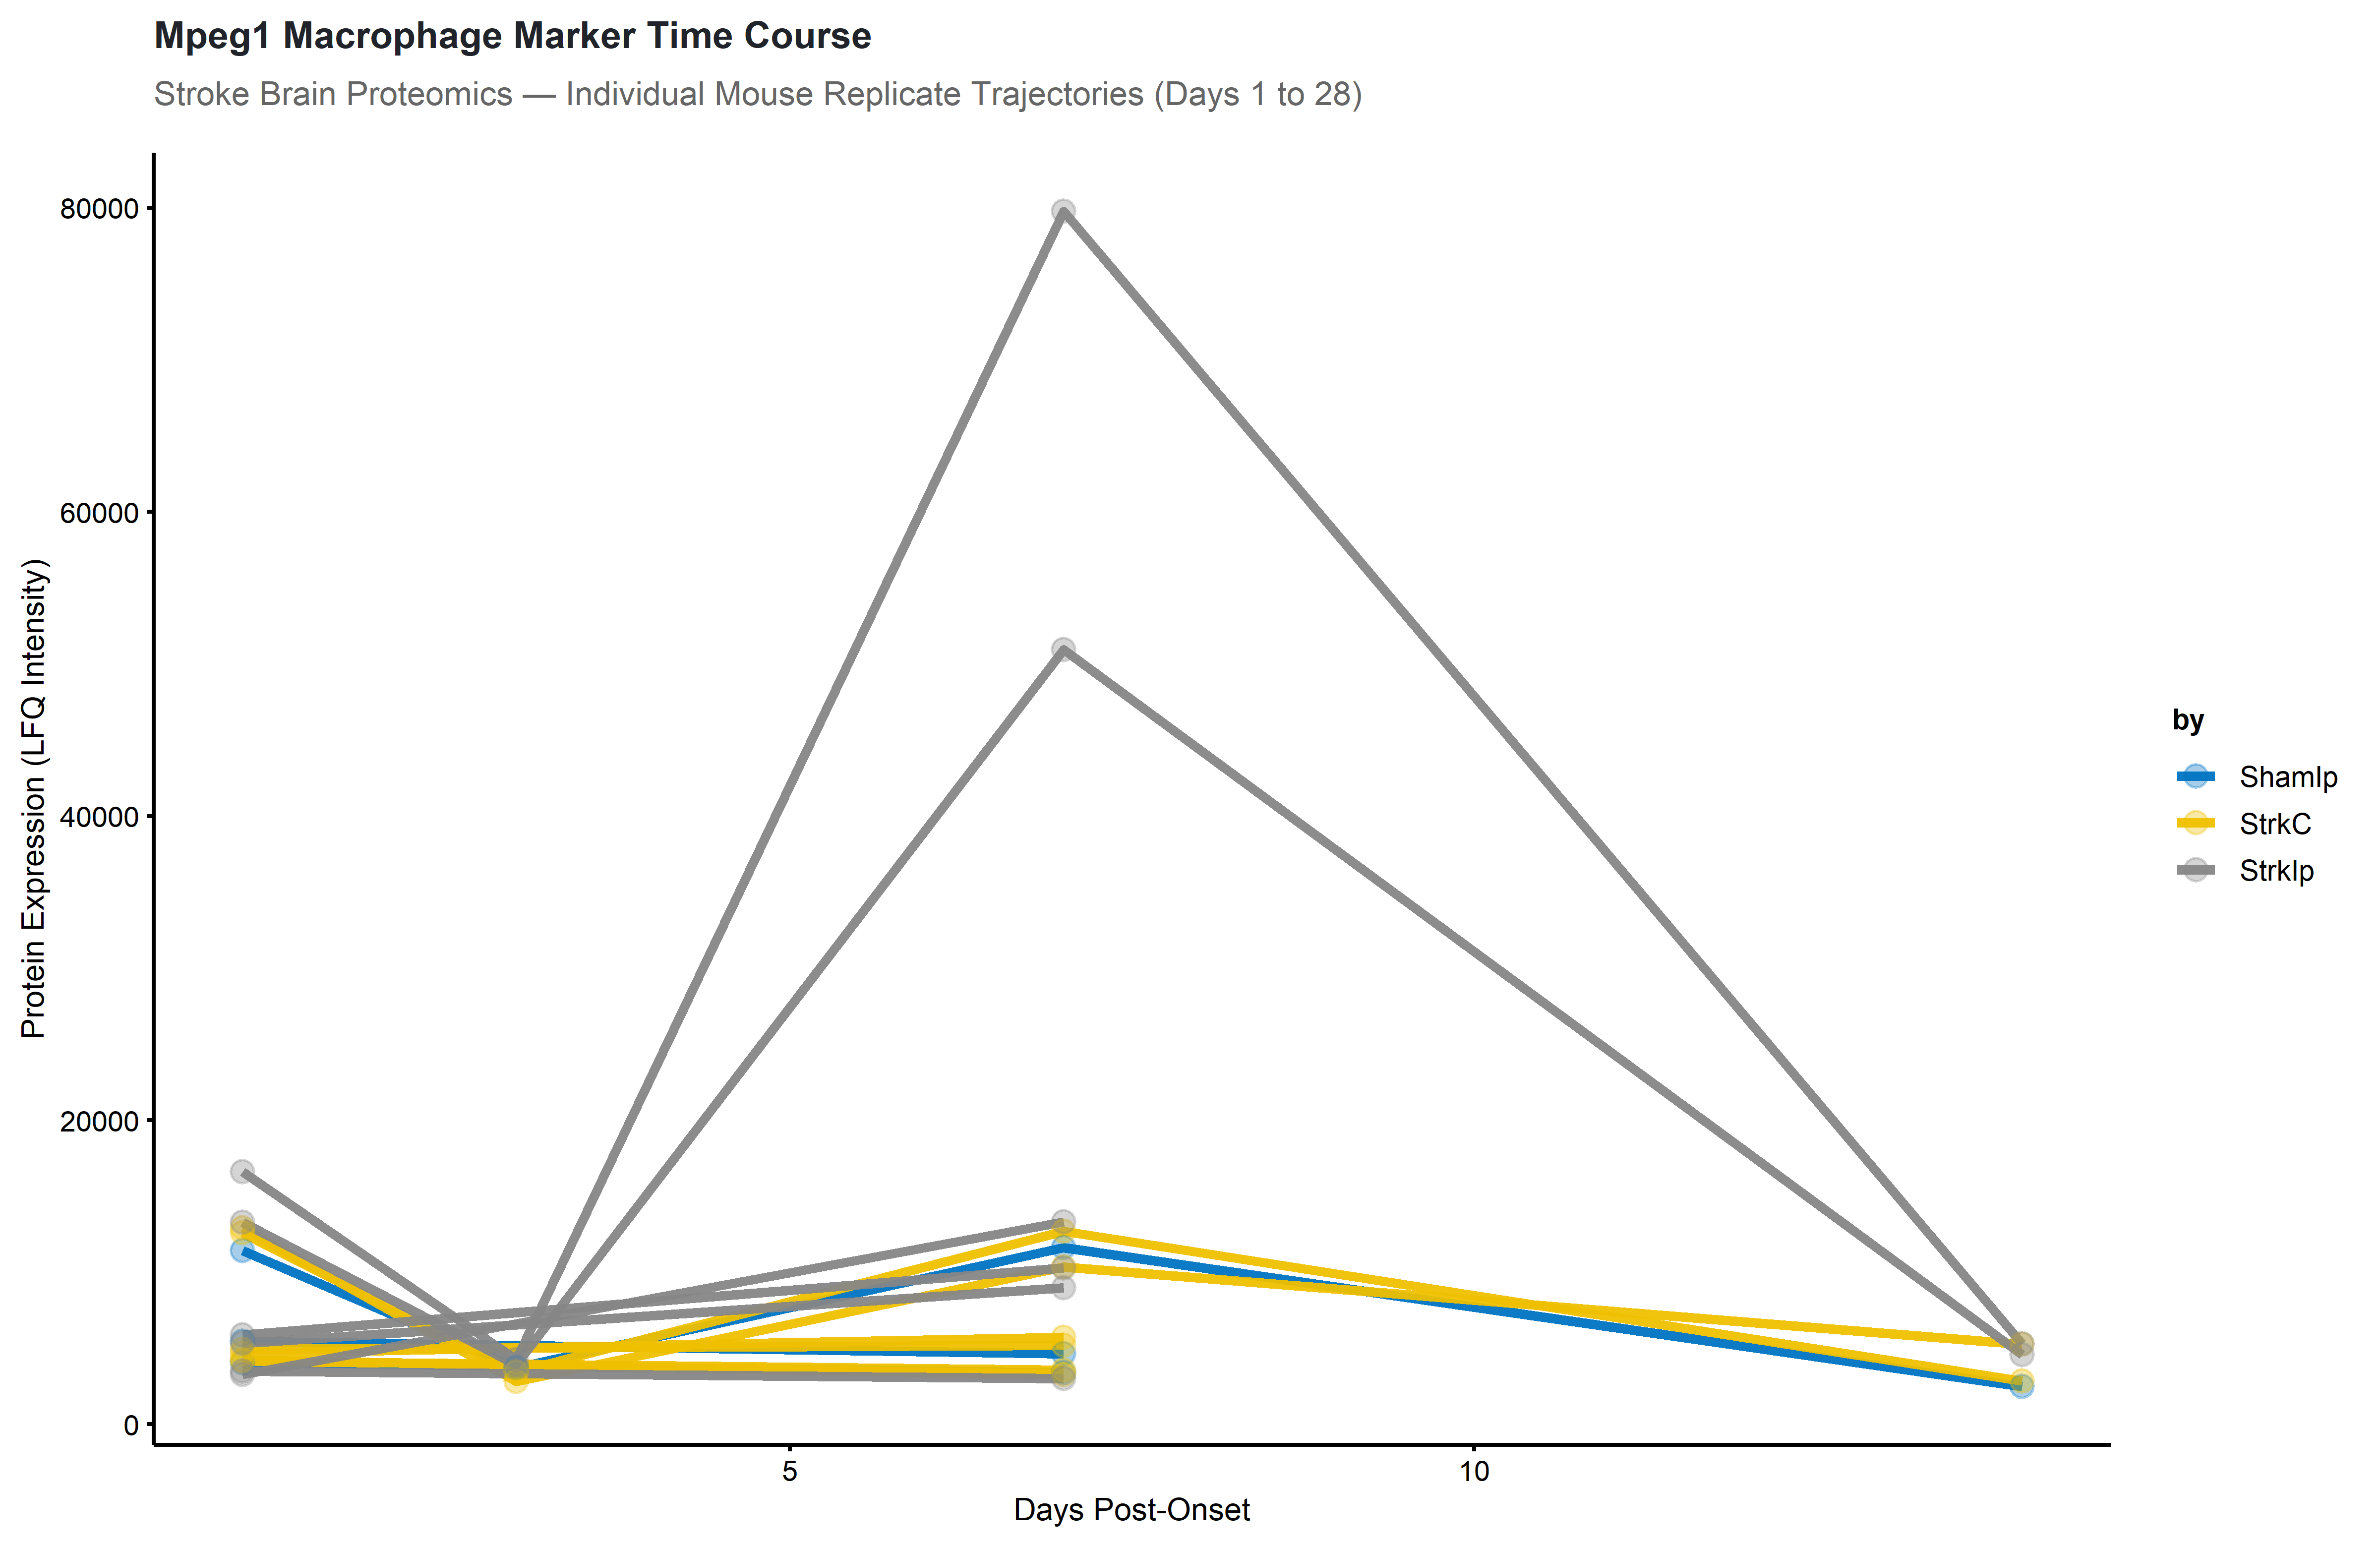 Mpeg1 Macrophage Marker Time Course
Stroke Brain Proteomics — Individual Mouse Replicate Trajectories (Days 1 to 28)
Protein Expression (LFQ Intensity)
80000
60000
40000
20000
0
5
10
Days Post-Onset
by
ShamIp
StrkC
StrkIp